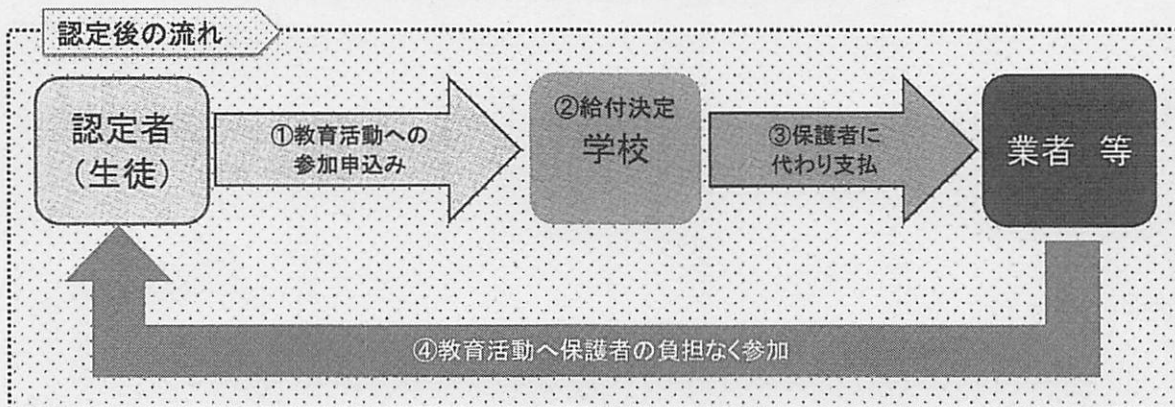 認定後の流れ
認定者
(生徒)
①教育活動への
参加申込み
②給付決定
学校
③保護者に
代わり支払
業者 等
④教育活動へ保護者の負担なく参加